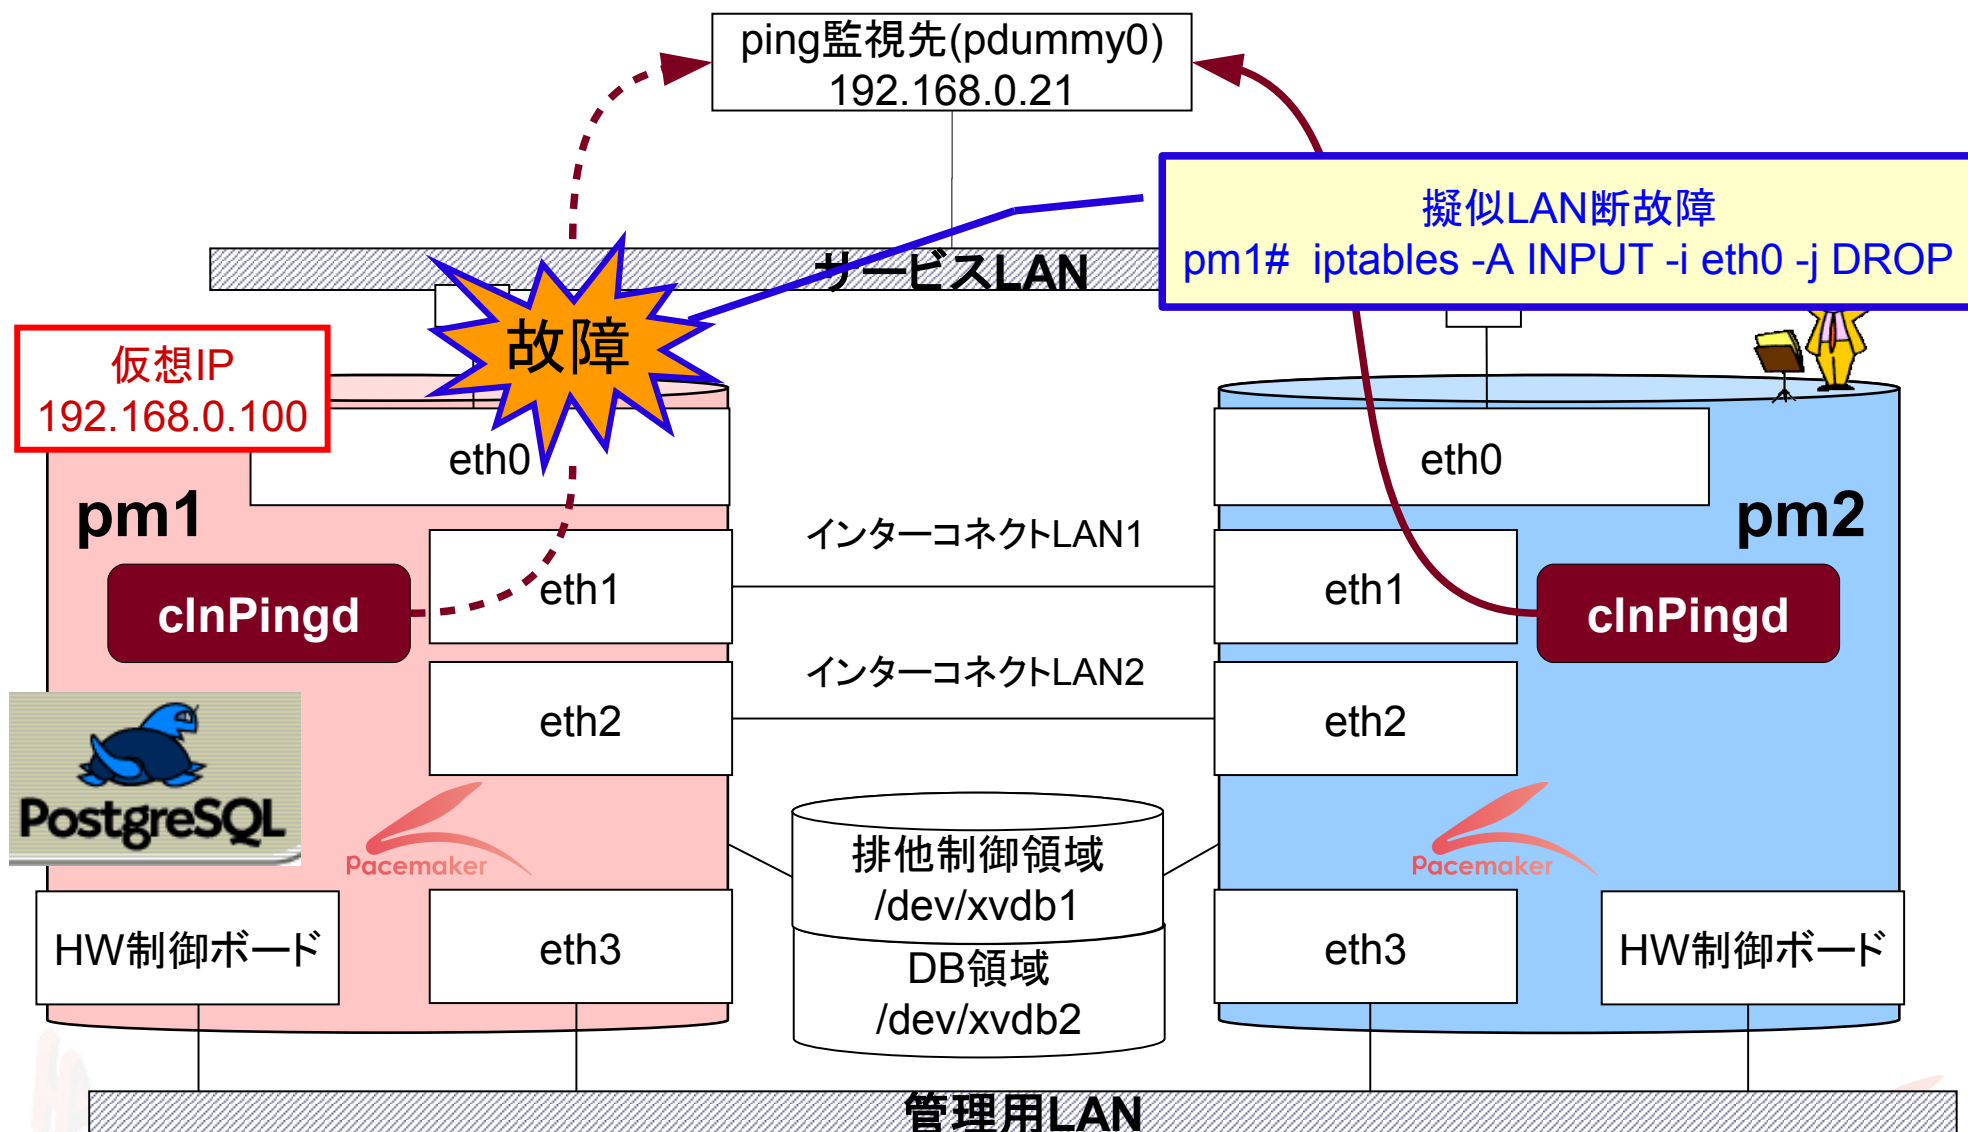 ping監視先(pdummy0)
192.168.0.21
擬似LAN断故障
pm1#  iptables -A INPUT -i eth0 -j DROP
サービスLAN
故障
仮想IP
192.168.0.100
eth0
eth0
pm1
pm2
インターコネクトLAN1
eth1
eth1
clnPingd
clnPingd
インターコネクトLAN2
eth2
eth2
PostgreSQL
Pacemaker
Pacemaker
排他制御領域
/dev/xvdb1
HW制御ボード
eth3
DB領域
/dev/xvdb2
eth3
HW制御ボード
管理用LAN